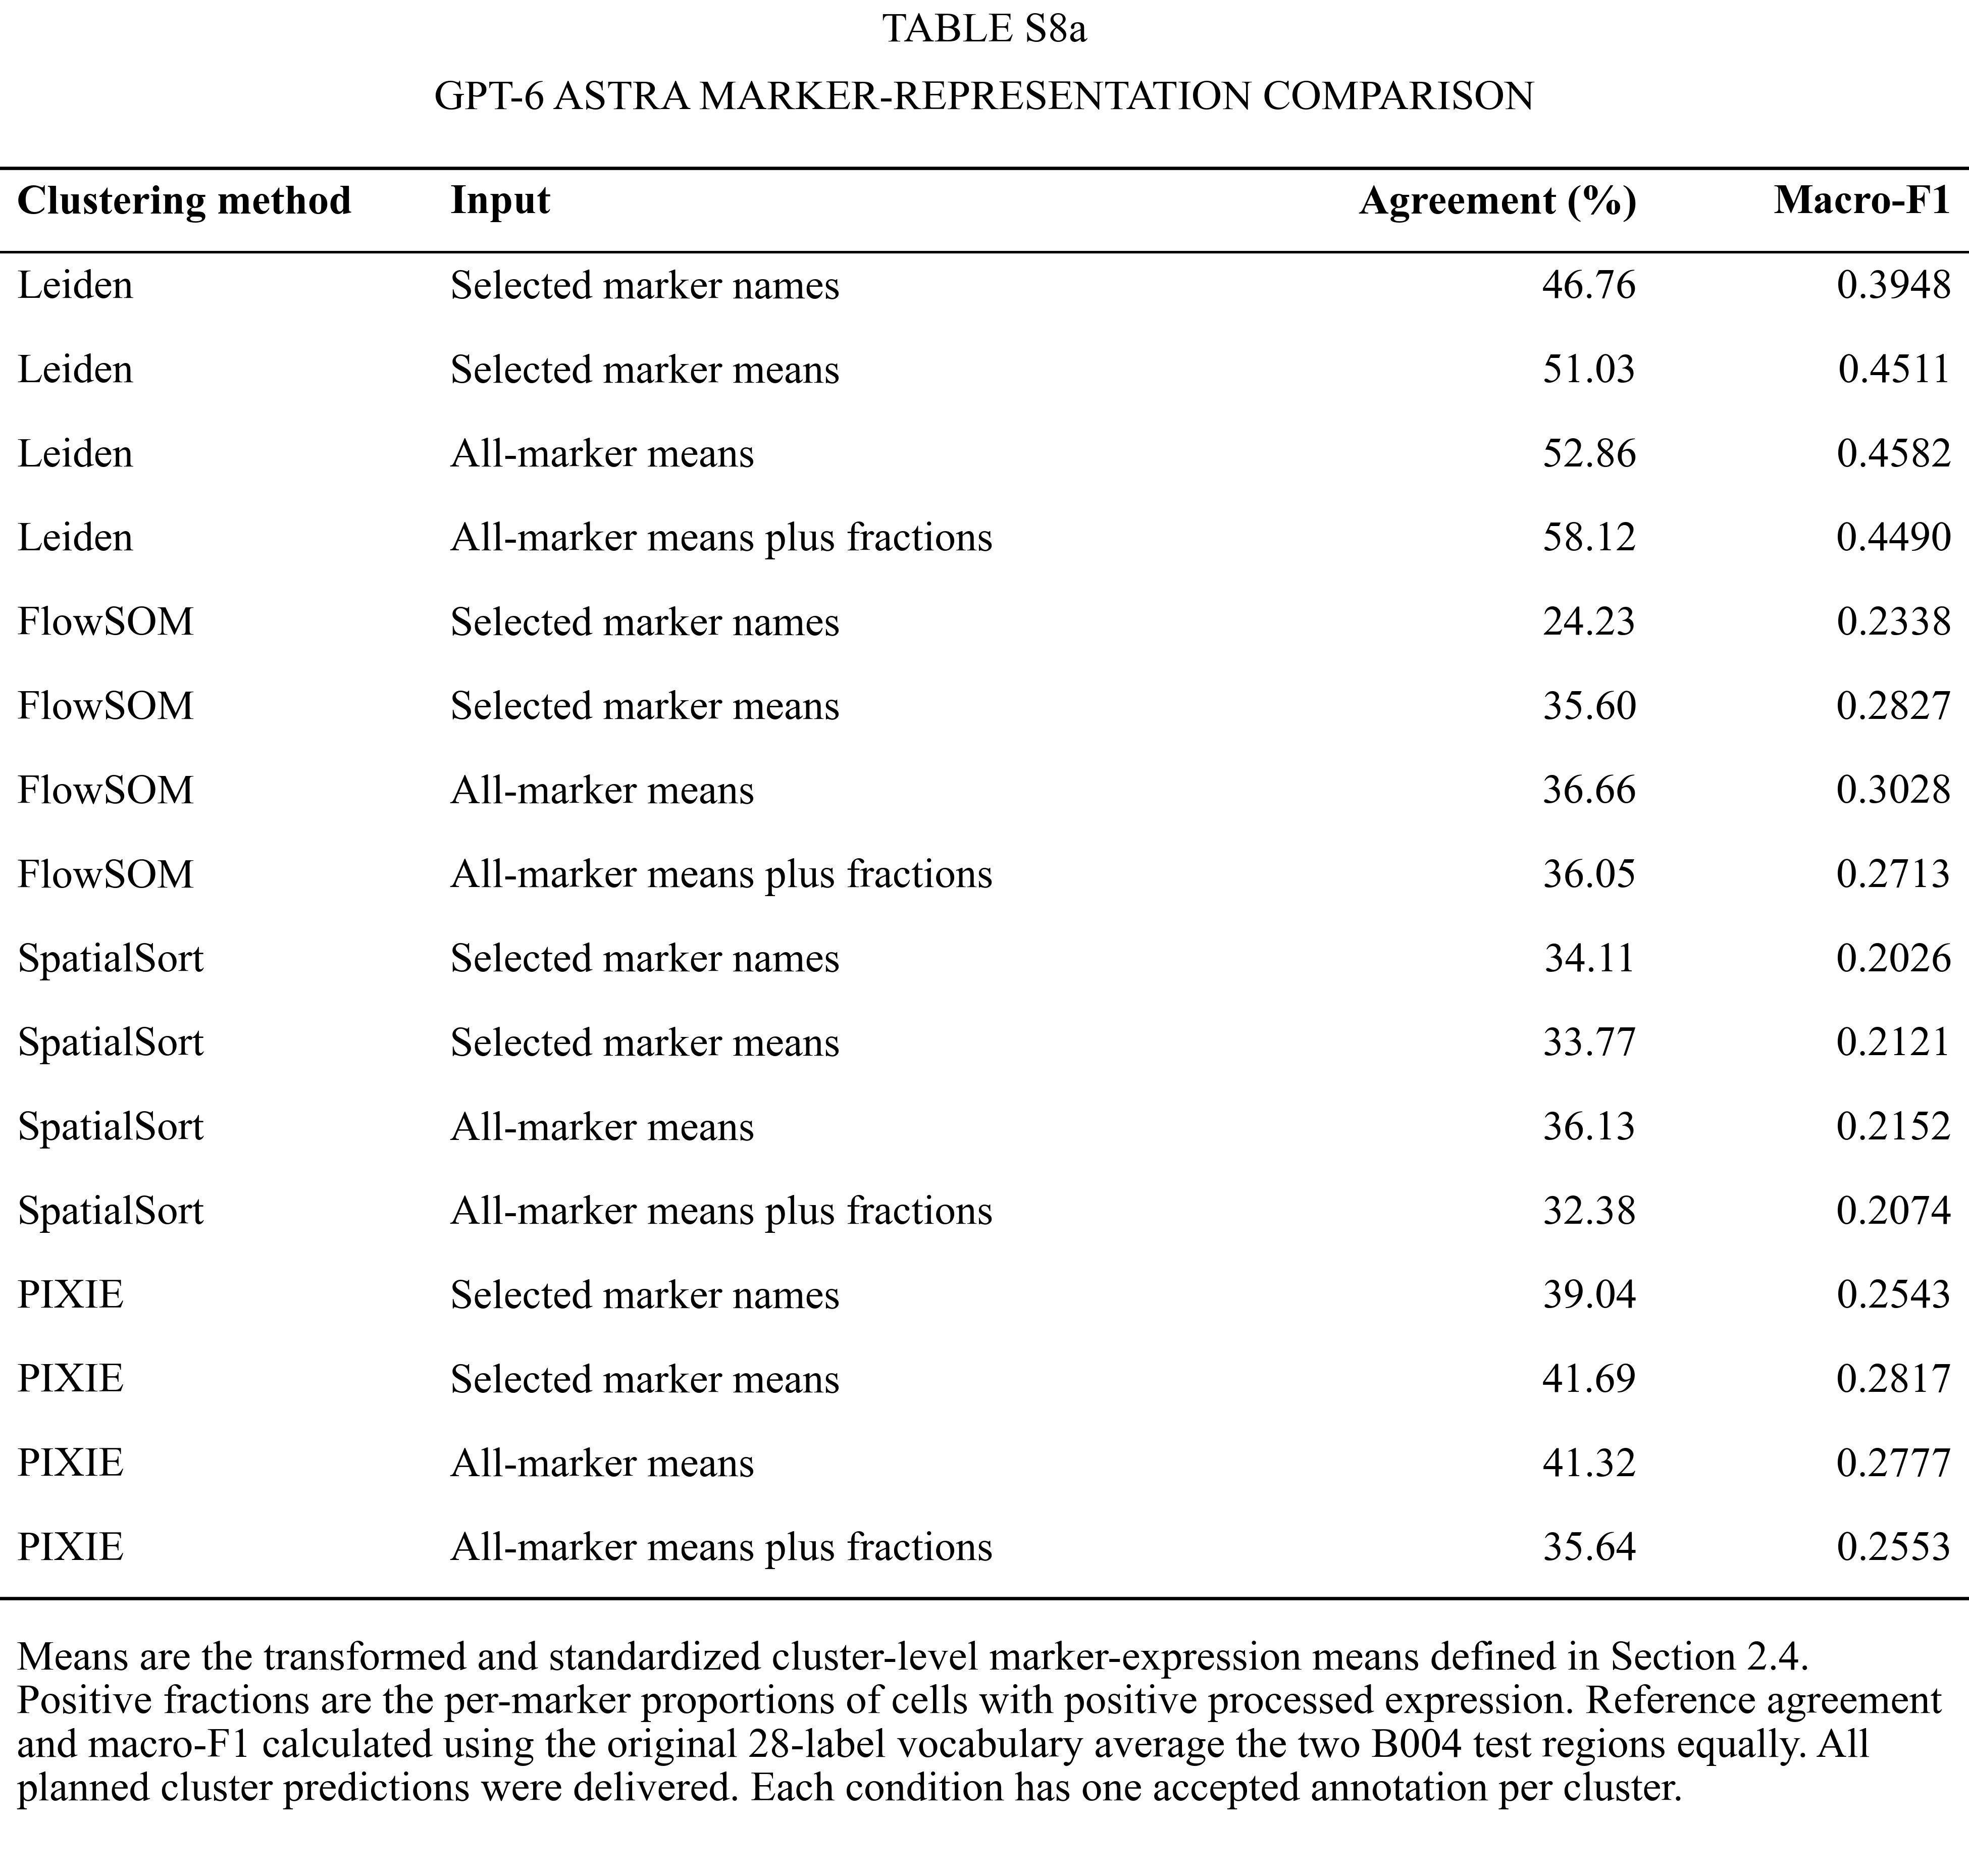 TABLE S8a
GPT-6 ASTRA MARKER-REPRESENTATION COMPARISON
Clustering method Input Agreement (%) Macro-F1
Leiden Selected marker names 46.76 0.3948
Leiden Selected marker means 51.03 0.4511
Leiden All-marker means 52.86 0.4582
Leiden All-marker means plus fractions 58.12 0.4490
FlowSOM Selected marker names 24.23 0.2338
FlowSOM Selected marker means 35.60 0.2827
FlowSOM All-marker means 36.66 0.3028
FlowSOM All-marker means plus fractions 36.05 0.2713
SpatialSort Selected marker names 34.11 0.2026
SpatialSort Selected marker means 33.77 0.2121
SpatialSort All-marker means 36.13 0.2152
SpatialSort All-marker means plus fractions 32.38 0.2074
PIXIE Selected marker names 39.04 0.2543
PIXIE Selected marker means 41.69 0.2817
PIXIE All-marker means 41.32 0.2777
PIXIE All-marker means plus fractions 35.64 0.2553
Means are the transformed and standardized cluster-level marker-expression means defined in Section 2.4.
Positive fractions are the per-marker proportions of cells with positive processed expression. Reference agreement
and macro-F1 calculated using the original 28-label vocabulary average the two B004 test regions equally. All
planned cluster predictions were delivered. Each condition has one accepted annotation per cluster.